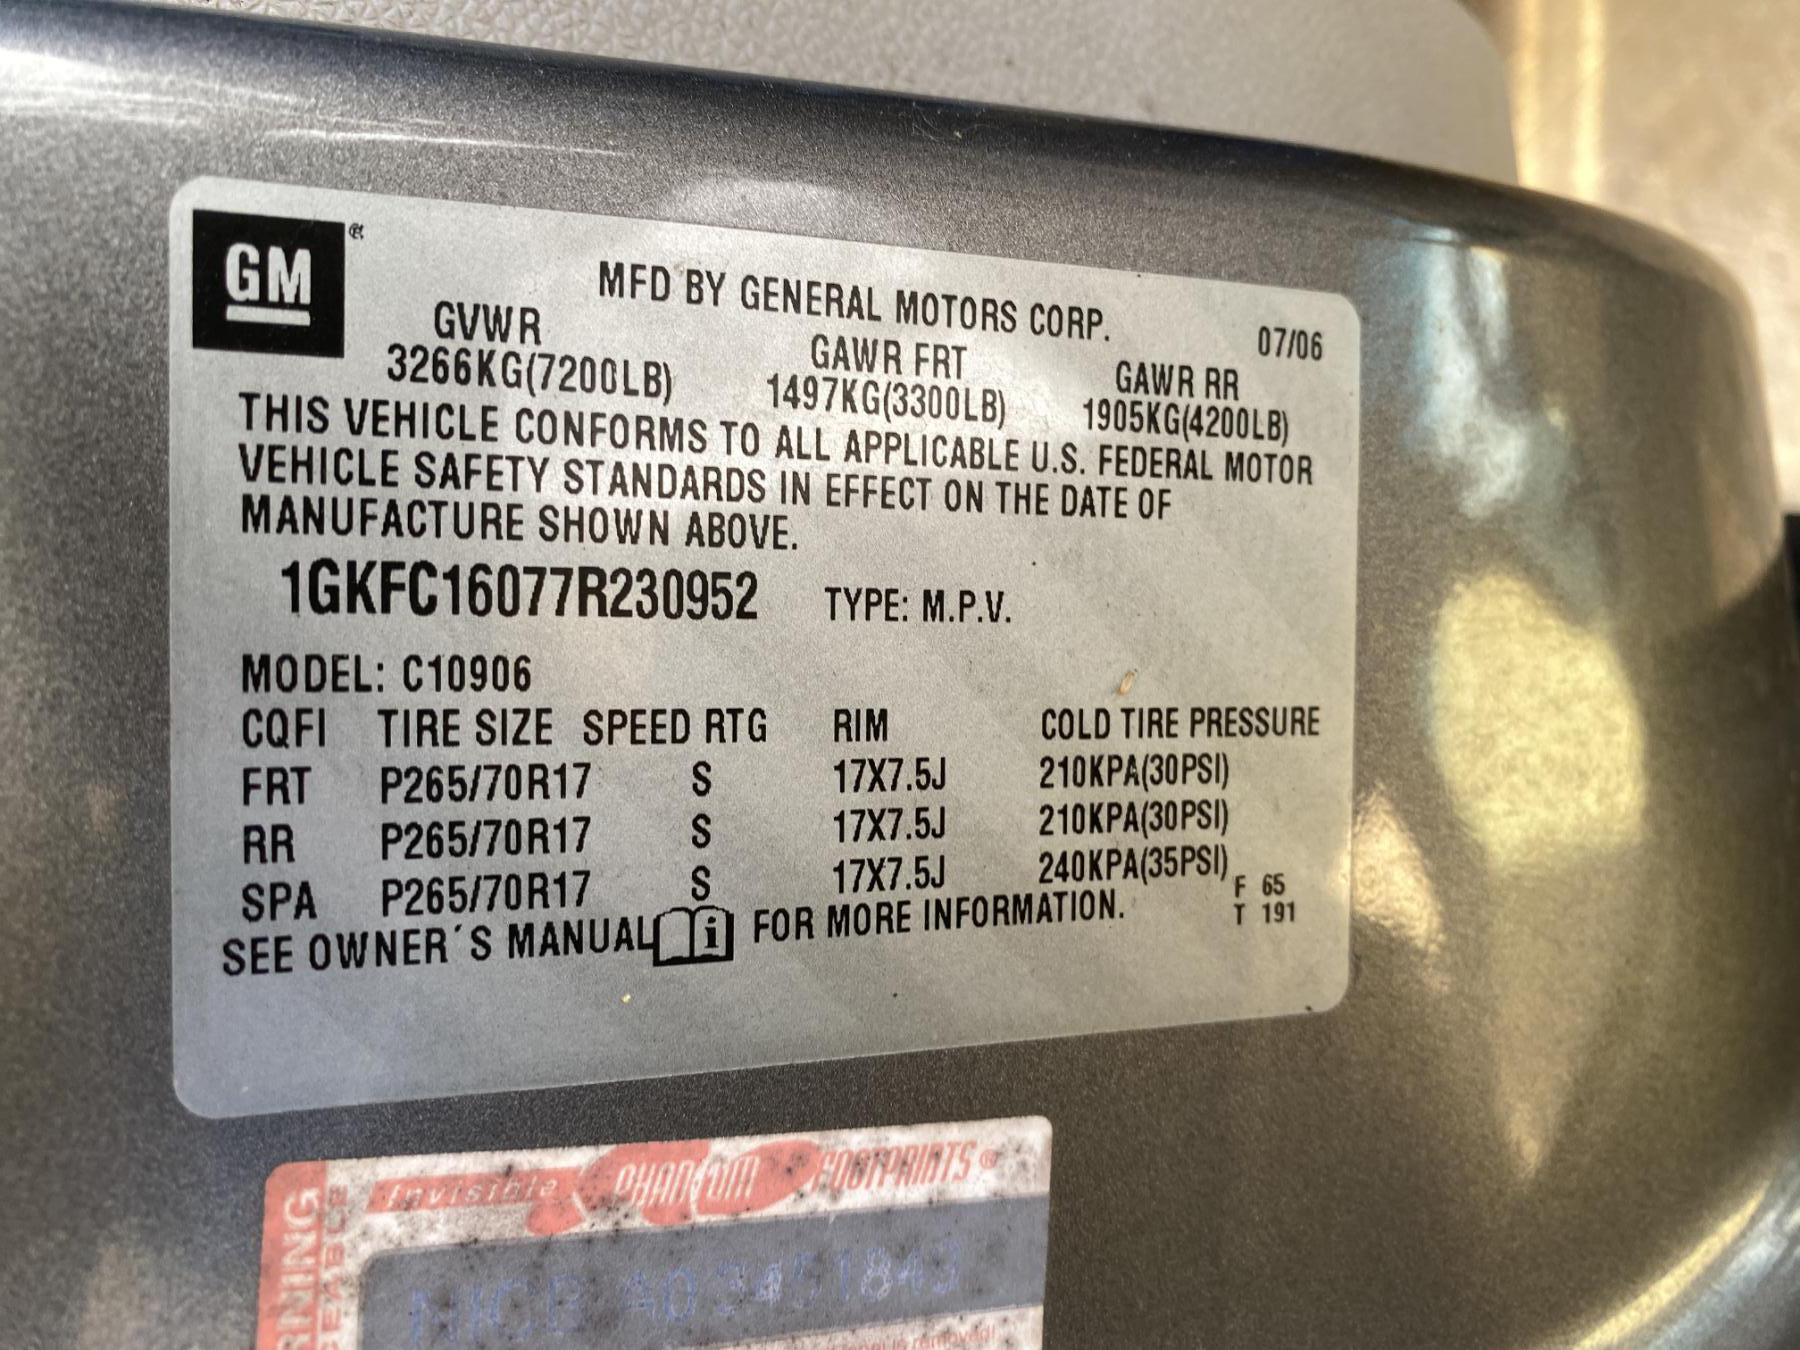 GM
MFD BY GENERAL MOTORS CORP.
07/06
GVWR GAWR FRT GAWR RR
3266KG(7200LB) 1497KG(3300LB) 1905KG(4200LB)
THIS VEHICLE CONFORMS TO ALL APPLICABLE U.S. FEDERAL MOTOR
VEHICLE SAFETY STANDARDS IN EFFECT ON THE DATE OF
MANUFACTURE SHOWN ABOVE.
1GKFC16077R230952 TYPE: M.P.V.
MODEL: C10906
CQFI TIRE SIZE SPEED RTG RIM COLD TIRE PRESSURE
FRT P265/70R17 S 17X7.5J 210KPA(30PSI)
RR P265/70R17 S 17X7.5J 210KPA(30PSI)
SPA P265/70R17 S 17X7.5J 240KPA(35PSI)
F 65
T 191
SEE OWNER´S MANUAL FOR MORE INFORMATION.
Invisible PHANTOM FOOTPRINTS®
NICB A03451843